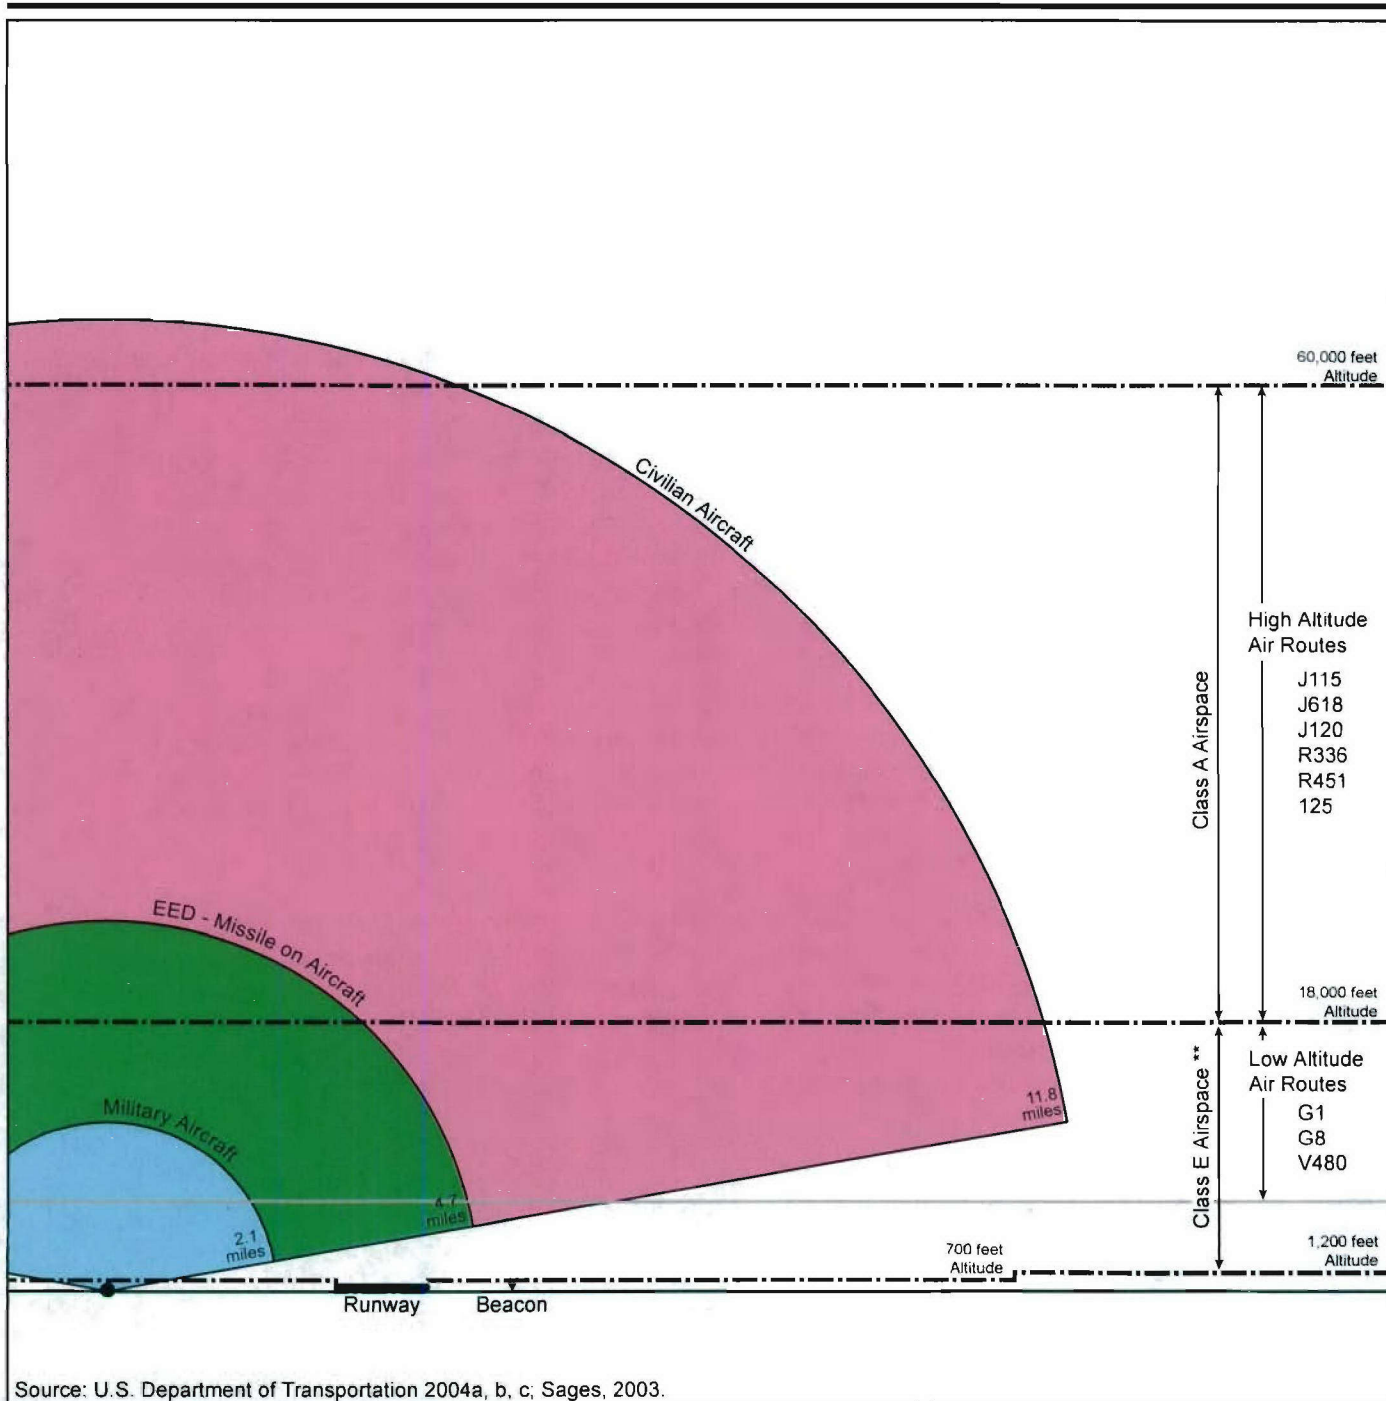 60,000 feet
Altitude
Civilian Aircraft
High Altitude
Air Routes
J115
J618
J120
R336
R451
125
Class A Airspace
EED - Missile on Aircraft
18,000 feet
Altitude
Low Altitude
Air Routes
G1
G8
V480
Class E Airspace **
11.8
miles
Military Aircraft
4.7
miles
2.1
miles
700 feet
Altitude
1,200 feet
Altitude
Runway
Beacon
Source: U.S. Department of Transportation 2004a, b, c; Sages, 2003.